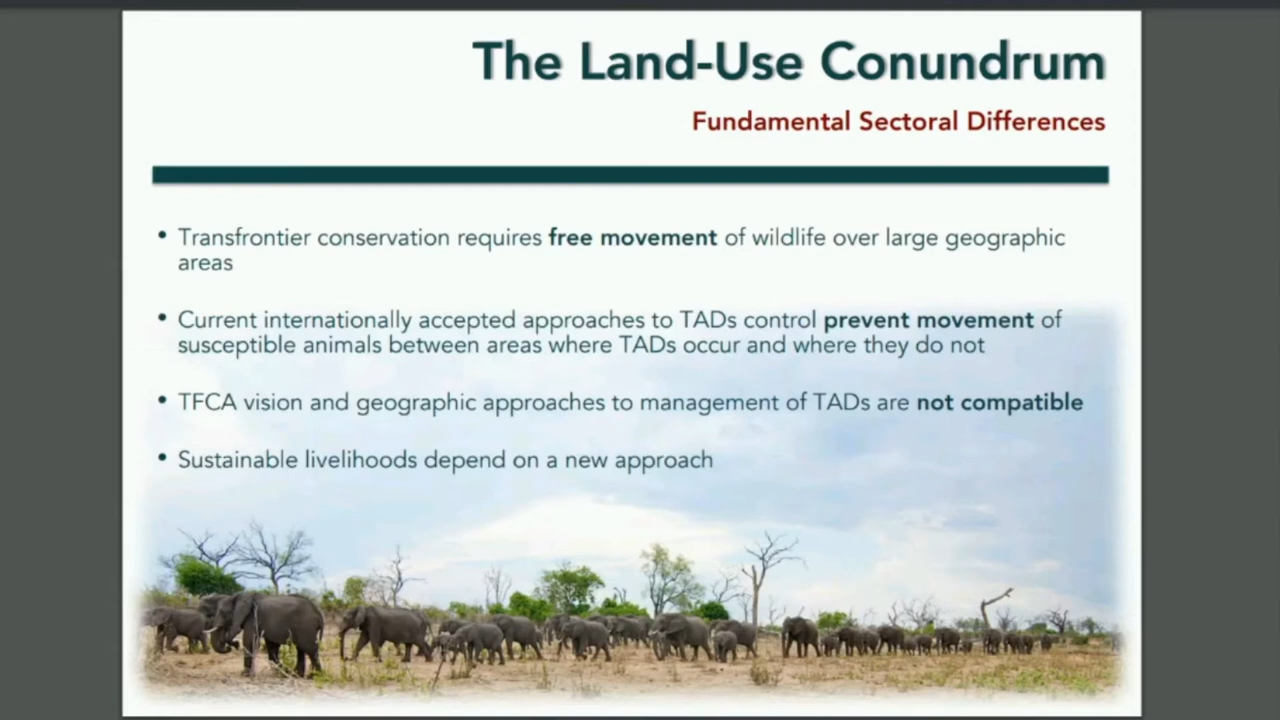 The Land-Use Conundrum
Fundamental Sectoral Differences
• Transfrontier conservation requires free movement of wildlife over large geographic
areas
• Current internationally accepted approaches to TADs control prevent movement of
susceptible animals between areas where TADs occur and where they do not
• TFCA vision and geographic approaches to management of TADs are not compatible
• Sustainable livelihoods depend on a new approach